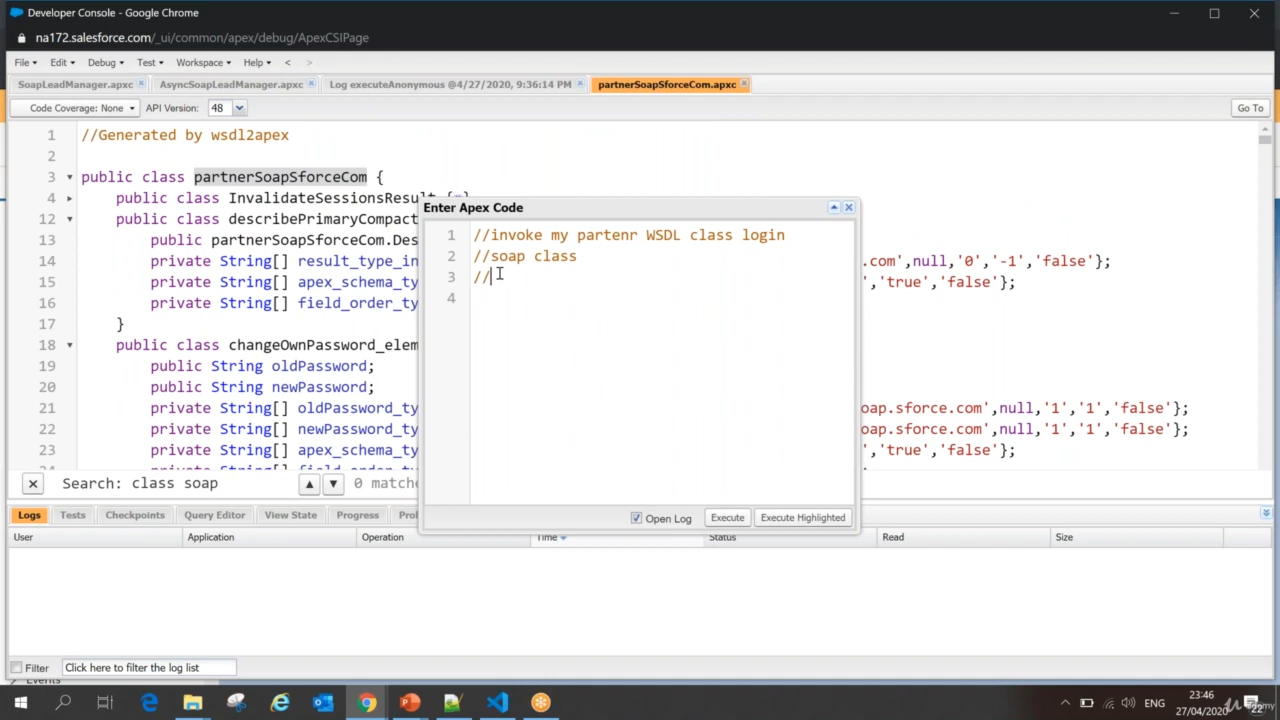 Developer Console - Google Chrome
na172.salesforce.com/_ui/common/apex/debug/ApexCSIPage
File Edit Debug Test Workspace Help < >
SoapLeadManager.apxc AsyncSoapLeadManager.apxc Log executeAnonymous @4/27/2020, 9:36:14 PM partnerSoapSforceCom.apxc
Code Coverage: None API Version: 48 Go To
1 //Generated by wsdl2apex
2
3 public class partnerSoapSforceCom {
4 public class InvalidateSessionsResult {
12 public class describePrimaryCompact
13 public partnerSoapSforceCom.Des
14 private String[] result_type_in .com',null,'0','-1','false'};
15 private String[] apex_schema_ty ','true','false'};
16 private String[] field_order_ty
17 }
18 public class changeOwnPassword_elem
19 public String oldPassword;
20 public String newPassword;
21 private String[] oldPassword_ty oap.sforce.com',null,'1','1','false'};
22 private String[] newPassword_ty oap.sforce.com',null,'1','1','false'};
23 private String[] apex_schema_ty 'true','false'};
Enter Apex Code
1 //invoke my partenr WSDL class login
2 //soap class
3 //
4
Open Log Execute Execute Highlighted
Search: class soap 0 matche
Logs Tests Checkpoints Query Editor View State Progress Pro
User Application Operation Time Status Read Size
Filter Click here to filter the log list
Events
ENG 23:46
27/04/2020 22